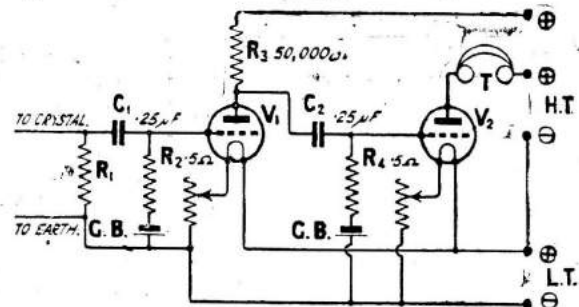 ⊕
R₃ 50,000ω.
⊕
T
H.T.
C₁ ·25μF
V₁
C₂ ·25μF
V₂
TO CRYSTAL.
⊖
R₁
R₂ ·5Ω
R₄ ·5Ω
TO EARTH.
G.B.
G.B.
⊕
L.T.
⊖